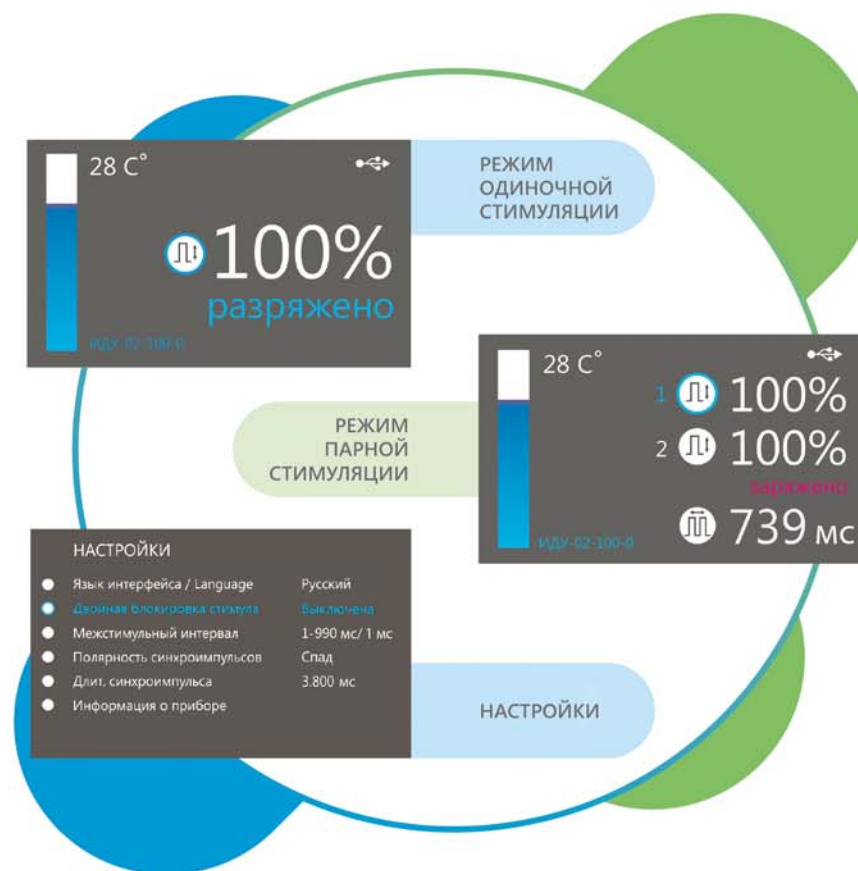 28 C°
100%
разряжено
ИДУ-02-100-0
РЕЖИМ
ОДИНОЧНОЙ
СТИМУЛЯЦИИ
28 C°
1 100%
2 100%
заряжено
739 мс
ИДУ-02-100-0
РЕЖИМ
ПАРНОЙ
СТИМУЛЯЦИИ
НАСТРОЙКИ
Язык интерфейса / Language Русский
Двойная блокировка стимула Выключена
Межстимульный интервал 1-990 мс/ 1 мс
Полярность синхроимпульсов Спад
Длит. синхроимпульса 3.800 мс
Информация о приборе
НАСТРОЙКИ